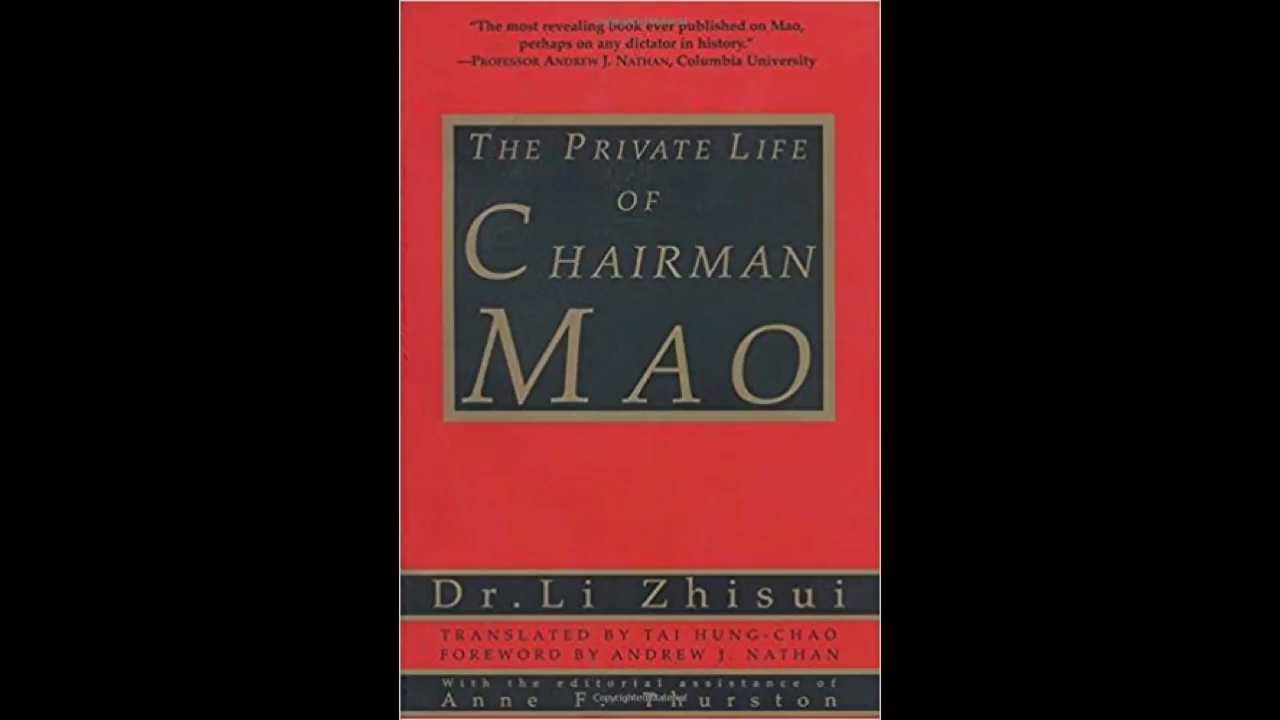 "The most revealing book ever published on Mao,
perhaps on any dictator in history."
—PROFESSOR ANDREW J. NATHAN, Columbia University
THE PRIVATE LIFE
OF
CHAIRMAN
MAO
Dr. Li Zhisui
TRANSLATED BY TAI HUNG-CHAO
FOREWORD BY ANDREW J. NATHAN
With the editorial assistance of
Anne F. Thurston
Copyrighted Material